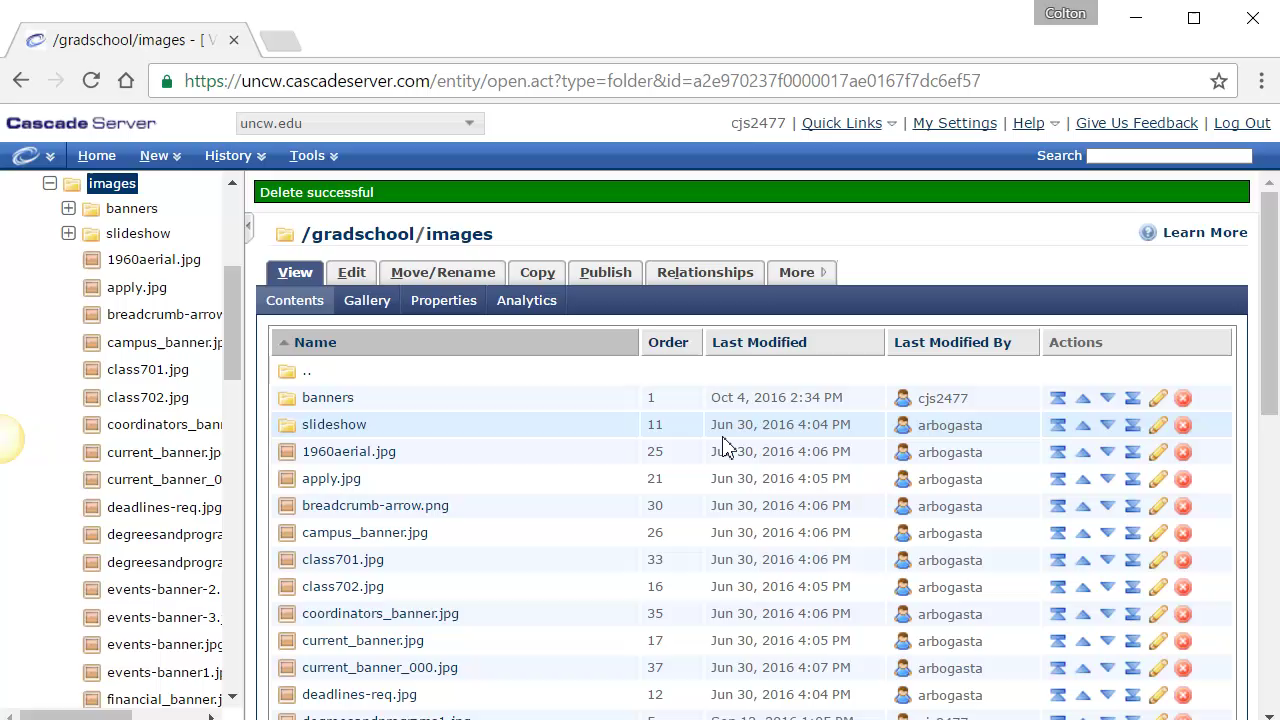 Colton
/gradschool/images - [ V
https://uncw.cascadeserver.com/entity/open.act?type=folder&id=a2e970237f0000017ae0167f7dc6ef57
Cascade Server uncw.edu cjs2477 | Quick Links | My Settings | Help | Give Us Feedback | Log Out
Home New History Tools Search
images
banners
slideshow
1960aerial.jpg
apply.jpg
breadcrumb-arrow
campus_banner.jp
class701.jpg
class702.jpg
coordinators_bann
current_banner.jp
current_banner_0
deadlines-req.jpg
degreesandprogra
degreesandprogra
events-banner-2.
events-banner-3.
events-banner.jpg
events-banner1.j
financial_banner.j
Delete successful
/gradschool/images Learn More
View Edit Move/Rename Copy Publish Relationships More
Contents Gallery Properties Analytics
Name Order Last Modified Last Modified By Actions
..
banners 1 Oct 4, 2016 2:34 PM cjs2477
slideshow 11 Jun 30, 2016 4:04 PM arbogasta
1960aerial.jpg 25 Jun 30, 2016 4:06 PM arbogasta
apply.jpg 21 Jun 30, 2016 4:05 PM arbogasta
breadcrumb-arrow.png 30 Jun 30, 2016 4:06 PM arbogasta
campus_banner.jpg 26 Jun 30, 2016 4:06 PM arbogasta
class701.jpg 33 Jun 30, 2016 4:06 PM arbogasta
class702.jpg 16 Jun 30, 2016 4:05 PM arbogasta
coordinators_banner.jpg 35 Jun 30, 2016 4:06 PM arbogasta
current_banner.jpg 17 Jun 30, 2016 4:05 PM arbogasta
current_banner_000.jpg 37 Jun 30, 2016 4:07 PM arbogasta
deadlines-req.jpg 12 Jun 30, 2016 4:04 PM arbogasta